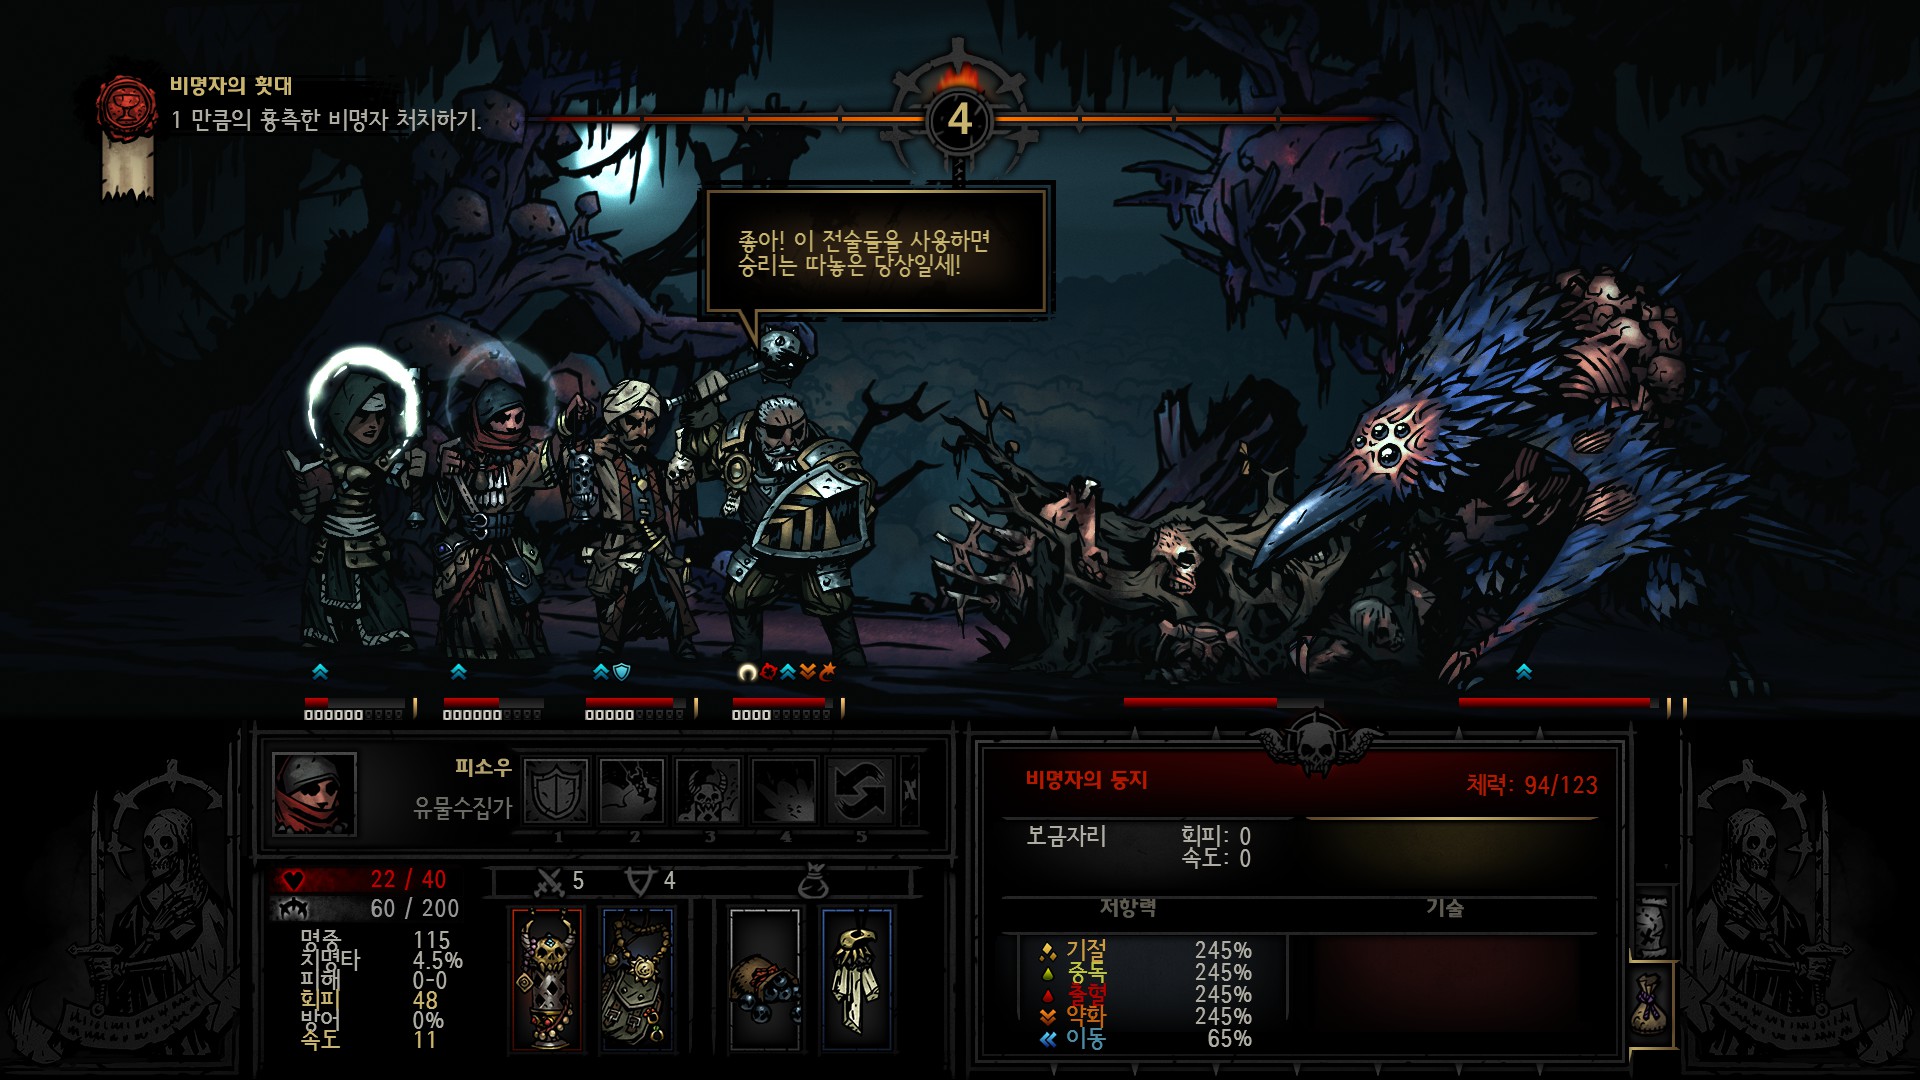 비명자의 횃대
1 만큼의 흉측한 비명자 처치하기.
4
좋아! 이 전술들을 사용하면
승리는 따놓은 당상일세!
피소우
유물수집가
1 2 3 4 5
22 / 40
60 / 200
5 4
명중 115
치명타 4.5%
피해 0-0
회피 48
방어 0%
속도 11
비명자의 둥지
체력: 94/123
보금자리
회피: 0
속도: 0
저항력
기술
기절 245%
중독 245%
출혈 245%
약화 245%
이동 65%